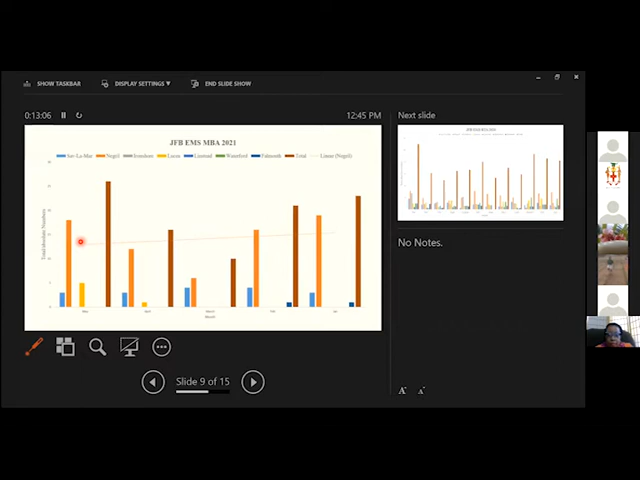 SHOW TASKBAR DISPLAY SETTINGS ▼ END SLIDE SHOW
0:13:06 12:45 PM
Next slide
JFB EMS MBA 2021
Sav-La-Mar Negril Ironshore Lucea Waterford Falmouth Total Linear (Negril)
May April March Feb Jan
Month
No Notes.
Slide 9 of 15
A A